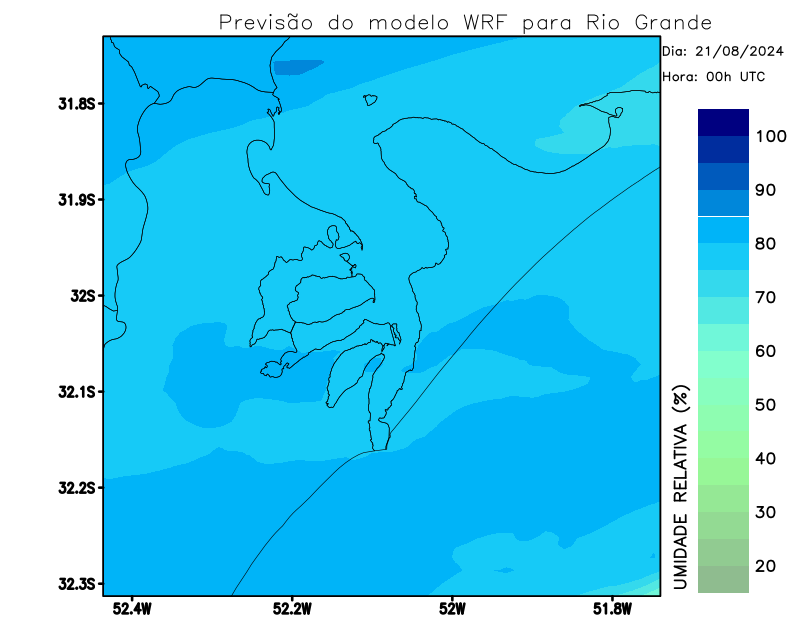 Previsão do modelo WRF para Rio Grande
Dia: 21/08/2024
Hora: 00h UTC
31.8S
31.9S
32S
32.1S
32.2S
32.3S
52.4W
52.2W
52W
51.8W
100
90
80
70
60
50
40
30
20
UMIDADE RELATIVA (%)